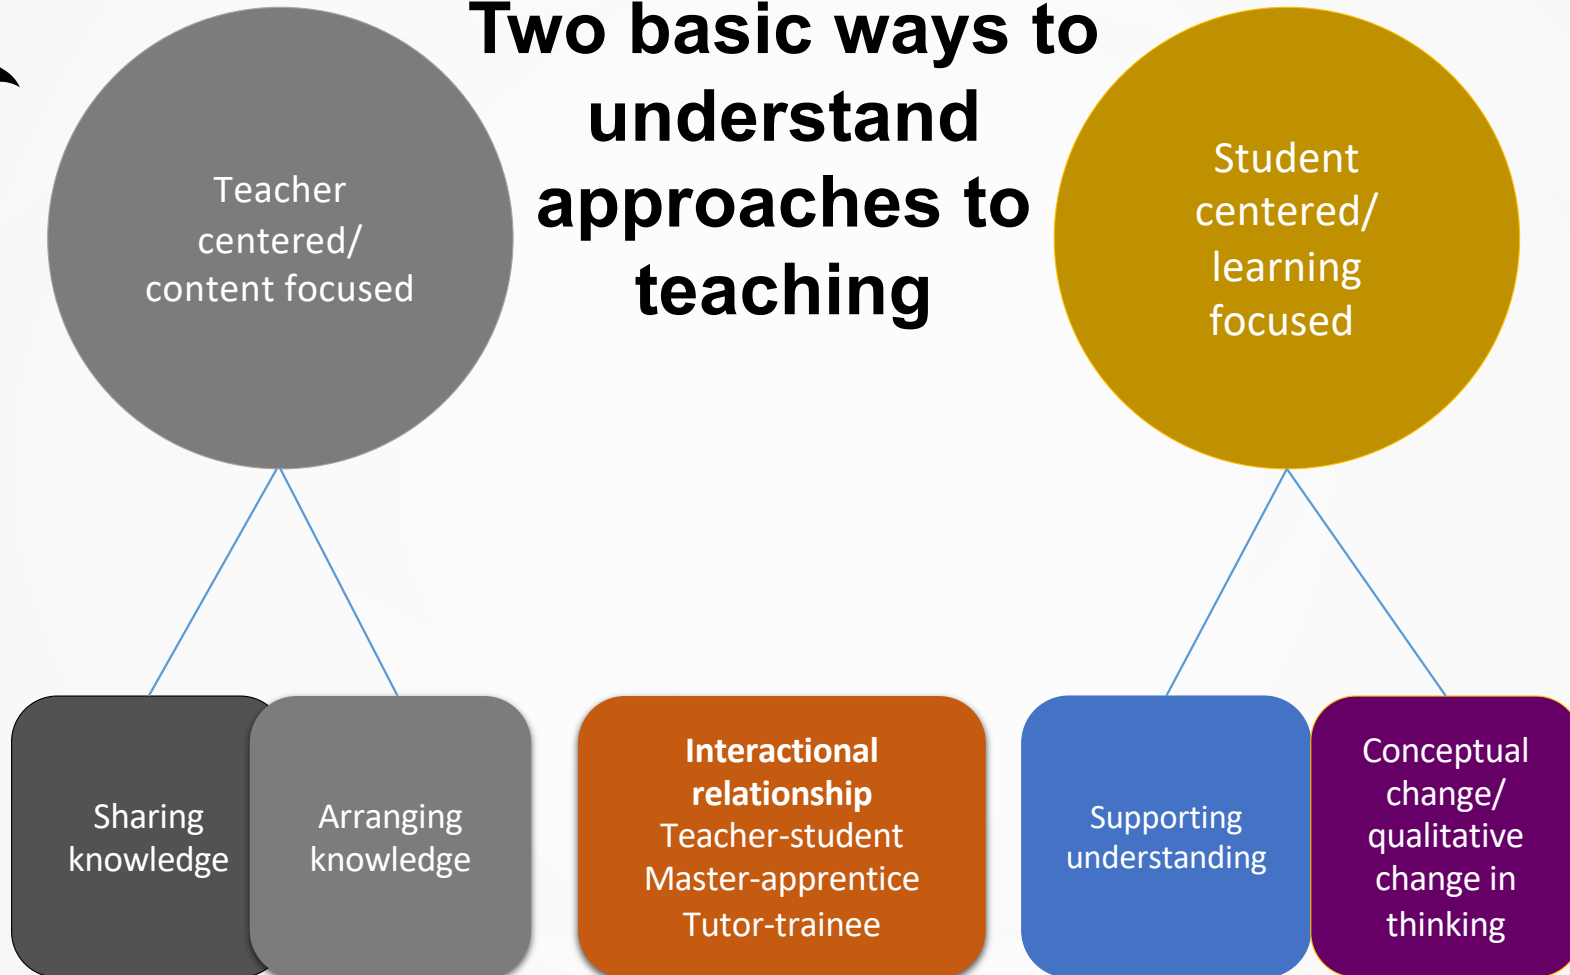 Two basic ways to
understand
approaches to
teaching
Teacher
centered/
content focused
Student
centered/
learning
focused
Sharing
knowledge
Arranging
knowledge
Interactional
relationship
Teacher-student
Master-apprentice
Tutor-trainee
Supporting
understanding
Conceptual
change/
qualitative
change in
thinking